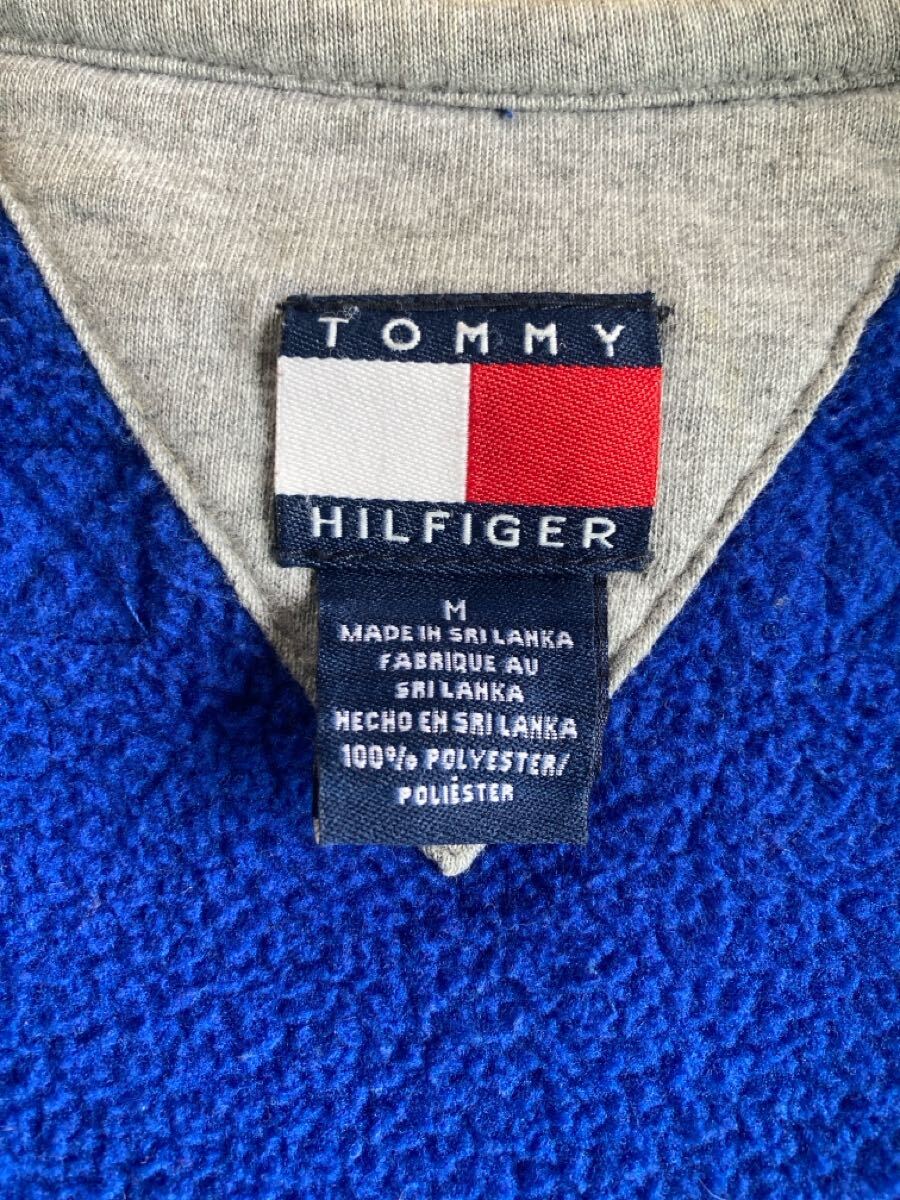 TOMMY
HILFIGER
M
MADE IN SRI LANKA
FABRIQUE AU
SRI LANKA
HECHO EN SRI LANKA
100% POLYESTER/
POLIÉSTER